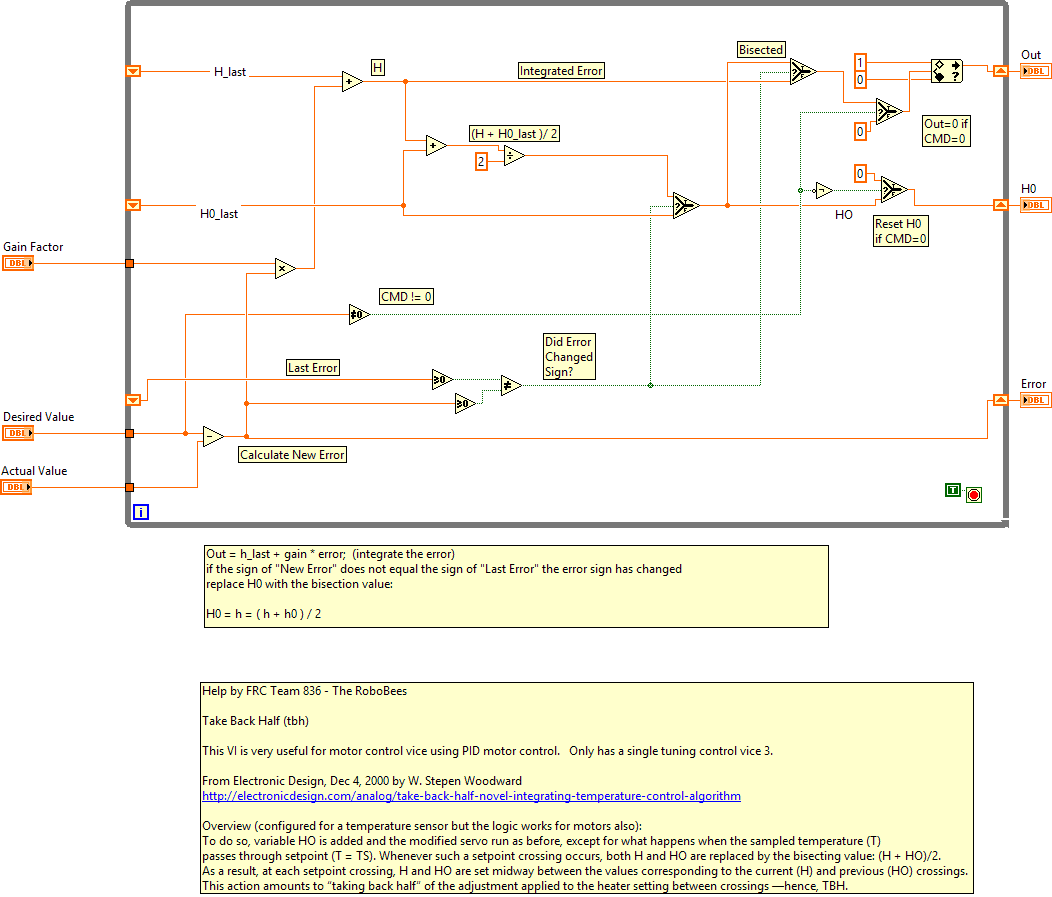 H_last
H
Integrated Error
Bisected
1
0
Out
DBL
(H + H0_last )/ 2
2
0
Out=0 if
CMD=0
H0_last
0
H0
DBL
HO
Reset H0
if CMD=0
Gain Factor
DBL
CMD != 0
≠0
Did Error
Changed
Sign?
Last Error
≥0
≥0
Error
DBL
Desired Value
DBL
Calculate New Error
Actual Value
DBL
T
i
Out = h_last + gain * error;  (integrate the error)
if the sign of "New Error" does not equal the sign of "Last Error" the error sign has changed
replace H0 with the bisection value:
H0 = h = ( h + h0 ) / 2
Help by FRC Team 836 - The RoboBees
Take Back Half (tbh)
This VI is very useful for motor control vice using PID motor control.   Only has a single tuning control vice 3.
From Electronic Design, Dec 4, 2000 by W. Stepen Woodward
http://electronicdesign.com/analog/take-back-half-novel-integrating-temperature-control-algorithm
Overview (configured for a temperature sensor but the logic works for motors also):
To do so, variable HO is added and the modified servo run as before, except for what happens when the sampled temperature (T)
passes through setpoint (T = TS). Whenever such a setpoint crossing occurs, both H and HO are replaced by the bisecting value: (H + HO)/2.
As a result, at each setpoint crossing, H and HO are set midway between the values corresponding to the current (H) and previous (HO) crossings.
This action amounts to “taking back half” of the adjustment applied to the heater setting between crossings —hence, TBH.